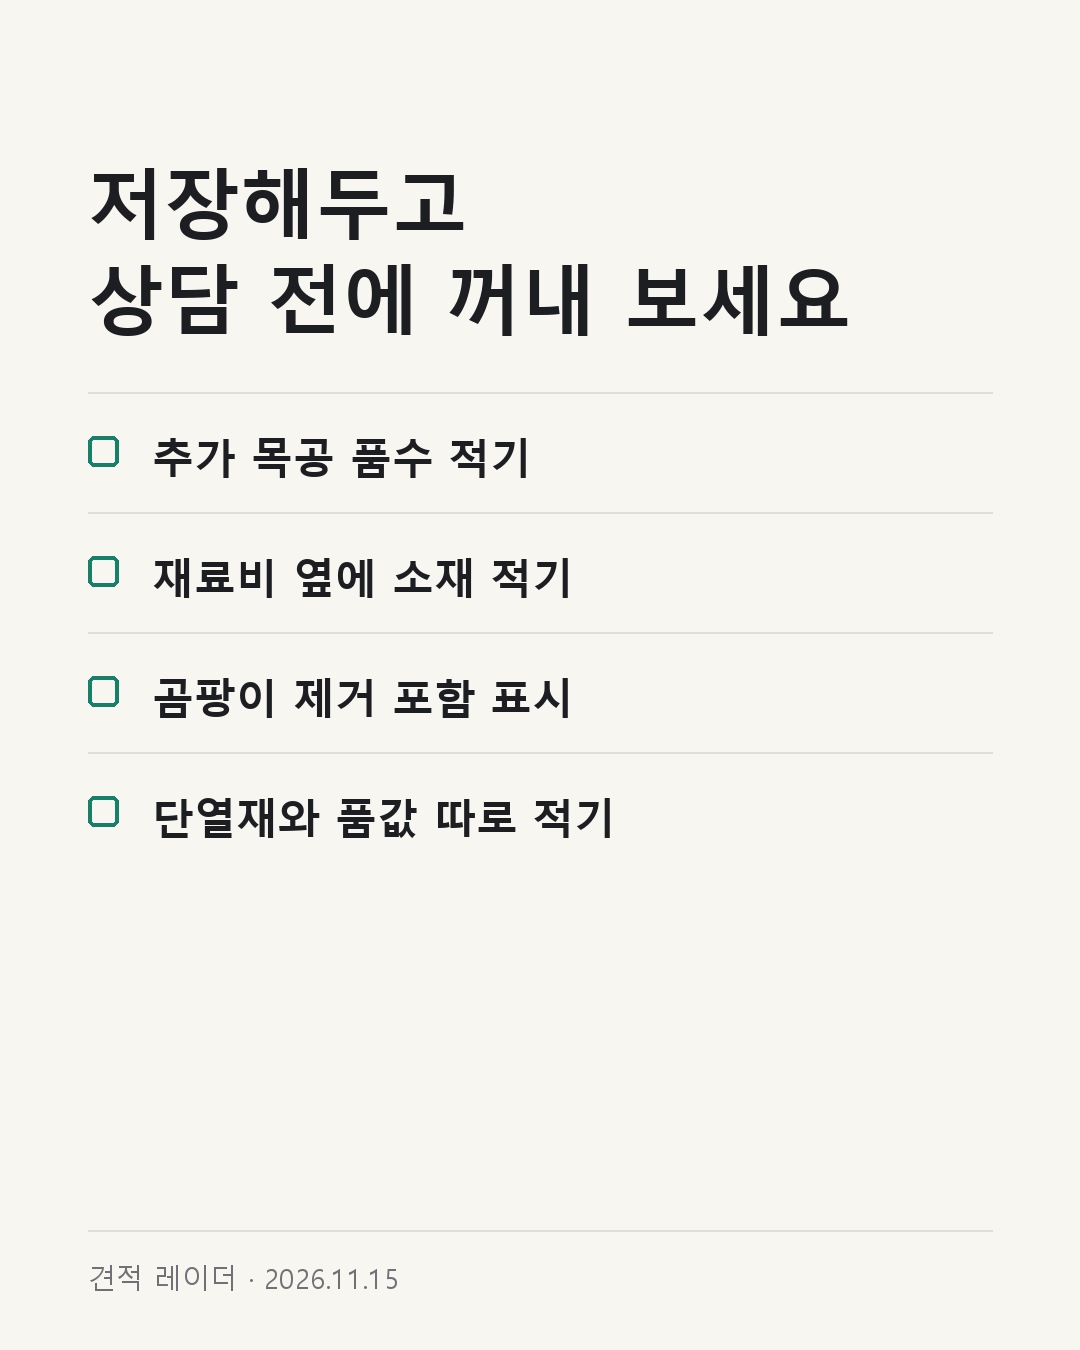 저장해두고
상담 전에 꺼내 보세요
추가 목공 품수 적기
재료비 옆에 소재 적기
곰팡이 제거 포함 표시
단열재와 품값 따로 적기
견적 레이더 · 2026.11.15